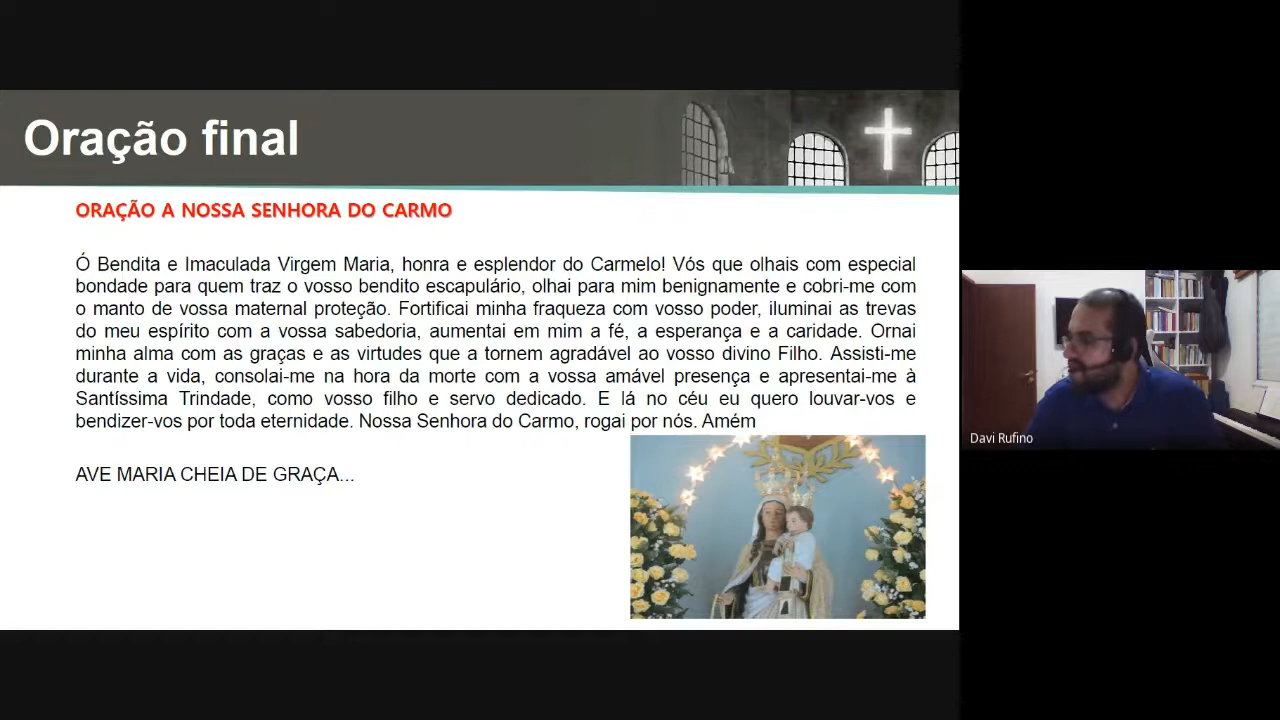 Oração final
ORAÇÃO A NOSSA SENHORA DO CARMO
Ó Bendita e Imaculada Virgem Maria, honra e esplendor do Carmelo! Vós que olhais com especial
bondade para quem traz o vosso bendito escapulário, olhai para mim benignamente e cobri-me com
o manto de vossa maternal proteção. Fortificai minha fraqueza com vosso poder, iluminai as trevas
do meu espírito com a vossa sabedoria, aumentai em mim a fé, a esperança e a caridade. Ornai
minha alma com as graças e as virtudes que a tornem agradável ao vosso divino Filho. Assisti-me
durante a vida, consolai-me na hora da morte com a vossa amável presença e apresentai-me à
Santíssima Trindade, como vosso filho e servo dedicado. E lá no céu eu quero louvar-vos e
bendizer-vos por toda eternidade. Nossa Senhora do Carmo, rogai por nós. Amém
AVE MARIA CHEIA DE GRAÇA...
Davi Rufino